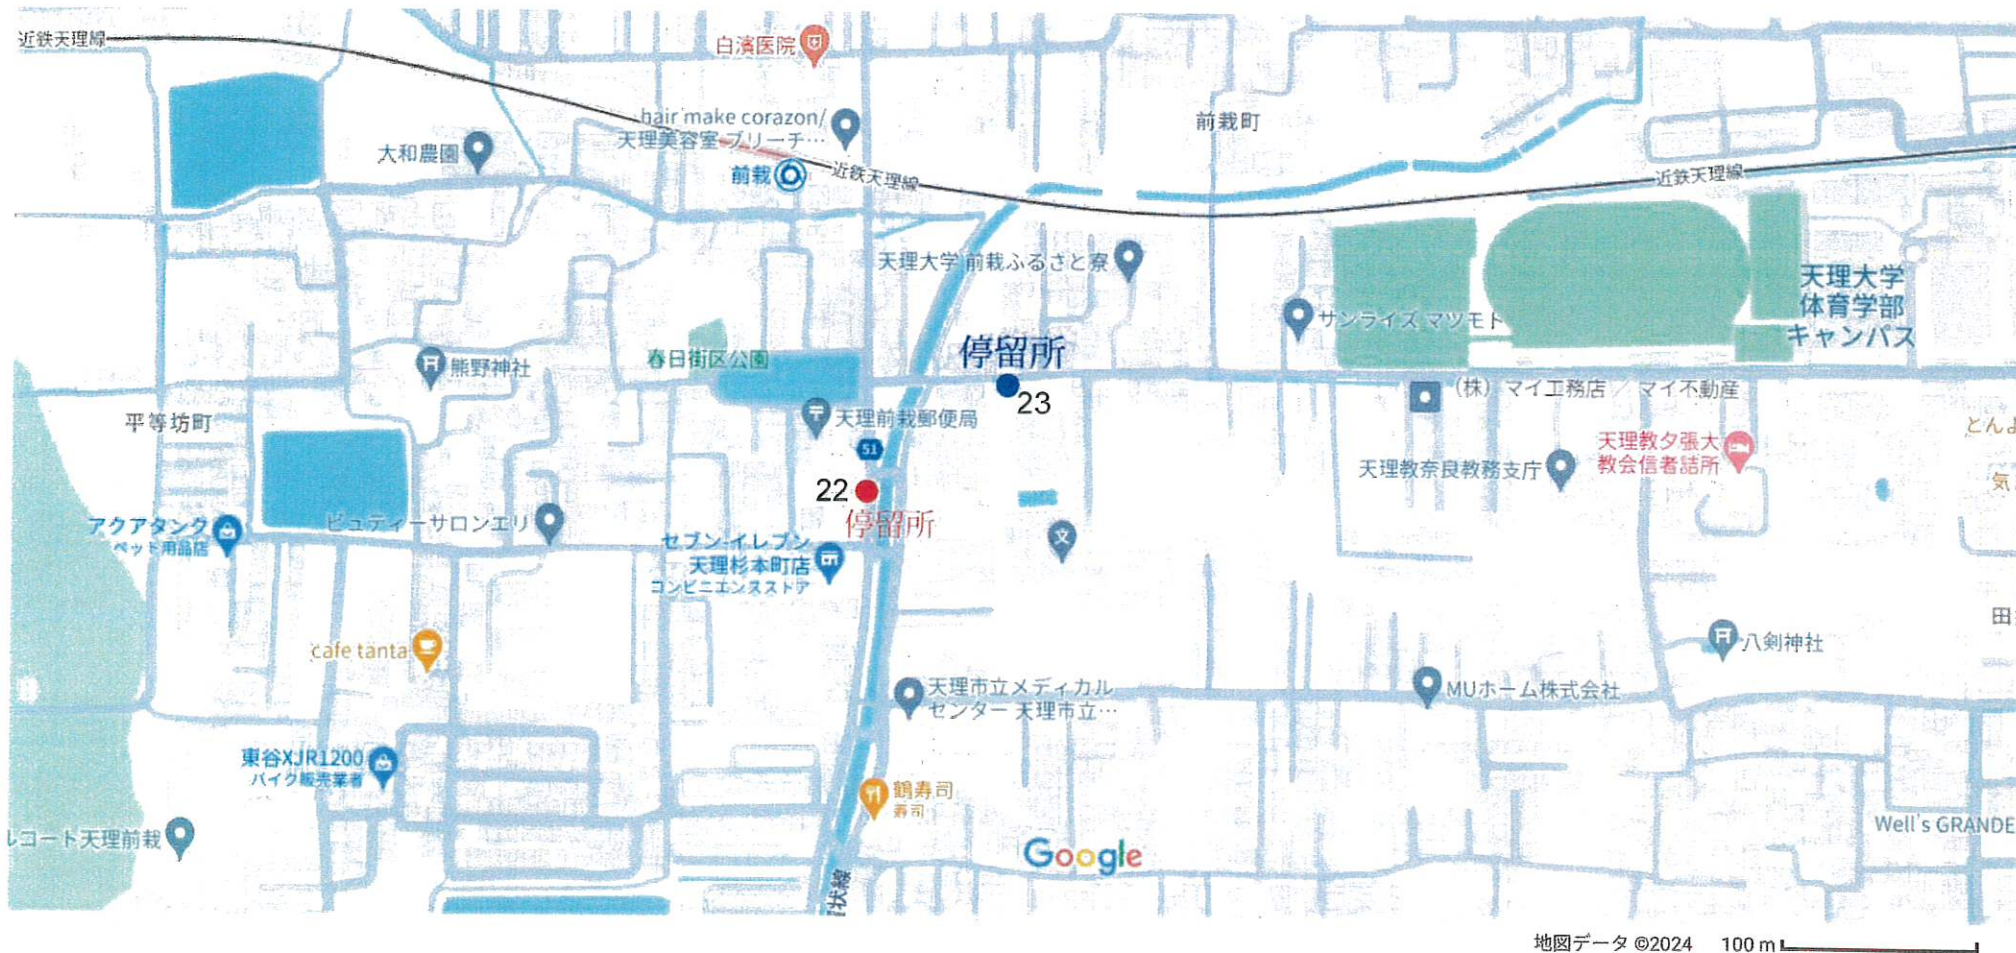 近鉄天理線
白濱医院
hair make corazon/
天理美容室 ブリーチ…
前栽町
大和農園
前栽
近鉄天理線
近鉄天理線
天理大学 前栽ふるさと寮
天理大学
体育学部
キャンパス
サンライズ マツモト
停留所
23
春日街区公園
熊野神社
(株) マイ工務店 / マイ不動産
平等坊町
天理前栽郵便局
51
天理教夕張大
教会信者詰所
天理教奈良教務支庁
22
停留所
アクアタンク
ペット用品店
ビュティーサロンエリ
セブン-イレブン
天理杉本町店
コンビニエンスストア
文
気
田
八剣神社
cafe tanta
天理市立メディカル
センター 天理市立…
MUホーム株式会社
東谷XJR1200
バイク販売業者
鶴寿司
寿司
ルコート天理前栽
Well's GRANDE
Google
状線
地図データ ©2024 100 m